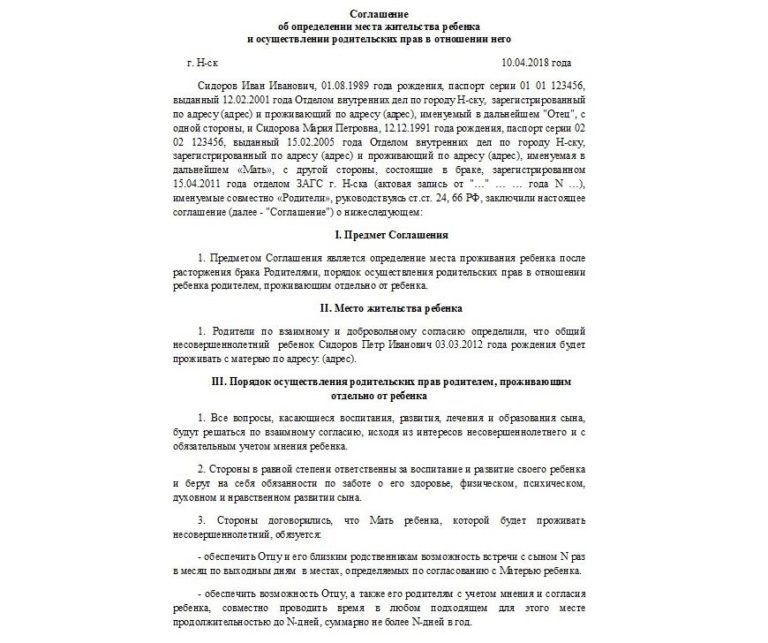 Соглашение
об определении места жительства ребенка
и осуществлении родительских прав в отношении него
г. Н-ск 10.04.2018 года
Сидоров Иван Иванович, 01.08.1989 года рождения, паспорт серии 01 01 123456,
выданный 12.02.2001 года Отделом внутренних дел по городу Н-ску, зарегистрированный
по адресу (адрес) и проживающий по адресу (адрес), именуемый в дальнейшем "Отец", с
одной стороны, и Сидорова Мария Петровна, 12.12.1991 года рождения, паспорт серии 02
02 123456, выданный 15.02.2005 года Отделом внутренних дел по городу Н-ску,
зарегистрированный по адресу (адрес) и проживающий по адресу (адрес), именуемая в
дальнейшем «Мать», с другой стороны, состоящие в браке, зарегистрированном
15.04.2011 года отделом ЗАГС г. Н-ска (актовая запись от "..." ... ... года N ...),
именуемые совместно «Родители», руководствуясь ст.ст. 24, 66 РФ, заключили настоящее
соглашение (далее - "Соглашение") о нижеследующем:
I. Предмет Соглашения
1. Предметом Соглашения является определение места проживания ребенка после
расторжения брака Родителями, порядок осуществления родительских прав в отношении
ребенка родителем, проживающим отдельно от ребенка.
II. Место жительства ребенка
1. Родители по взаимному и добровольному согласию определили, что общий
несовершеннолетний ребенок Сидоров Петр Иванович 03.03.2012 года рождения будет
проживать с матерью по адресу: (адрес).
III. Порядок осуществления родительских прав родителем, проживающим
отдельно от ребенка
1. Все вопросы, касающиеся воспитания, развития, лечения и образования сына,
будут решаться по взаимному согласию, исходя из интересов несовершеннолетнего и с
обязательным учетом мнения ребенка.
2. Стороны в равной степени ответственны за воспитание и развитие своего ребенка
и берут на себя обязанности по заботе о его здоровье, физическом, психическом,
духовном и нравственном развитии сына.
3. Стороны договорились, что Мать ребенка, которой будет проживать
несовершеннолетний, обязуется:
- обеспечить Отцу и его близким родственникам возможность встречи с сыном N раз
в месяц по выходным дням в местах, определяемых по согласованию с Матерью ребенка.
- обеспечить возможность Отцу, а также его родителям с учетом мнения и согласия
ребенка, совместно проводить время в любом подходящем для этого месте
продолжительностью до N-дней, суммарно не более N-дней в год.